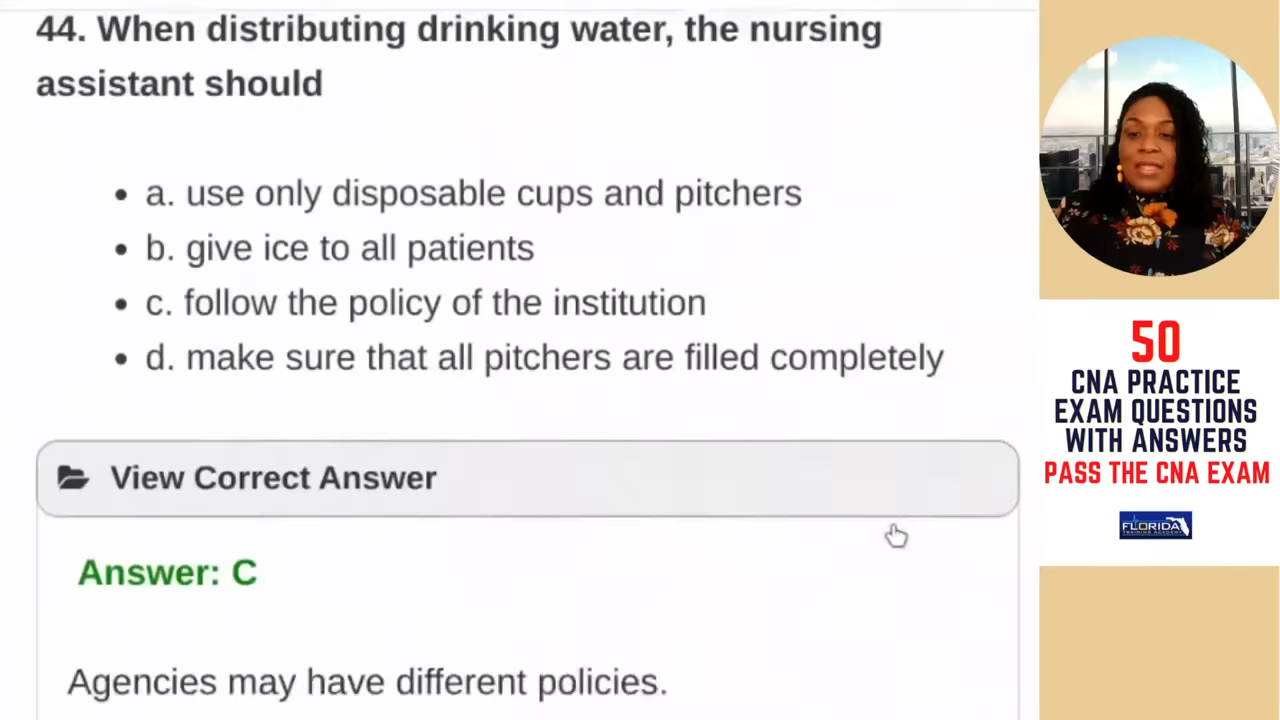 44. When distributing drinking water, the nursing
assistant should
a. use only disposable cups and pitchers
b. give ice to all patients
c. follow the policy of the institution
d. make sure that all pitchers are filled completely
View Correct Answer
Answer: C
Agencies may have different policies.
50
CNA PRACTICE
EXAM QUESTIONS
WITH ANSWERS
PASS THE CNA EXAM
FLORIDA
TRAINING ACADEMY